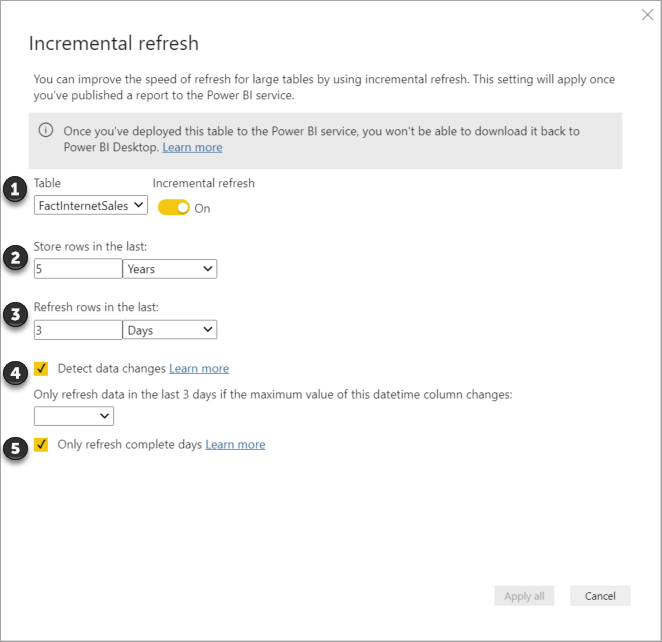 Incremental refresh
You can improve the speed of refresh for large tables by using incremental refresh. This setting will apply once
you've published a report to the Power BI service.
Once you've deployed this table to the Power BI service, you won't be able to download it back to
Power BI Desktop. Learn more
1
Table Incremental refresh
FactInternetSales On
2
Store rows in the last:
5 Years
3
Refresh rows in the last:
3 Days
4 Detect data changes Learn more
Only refresh data in the last 3 days if the maximum value of this datetime column changes:
5 Only refresh complete days Learn more
Apply all Cancel